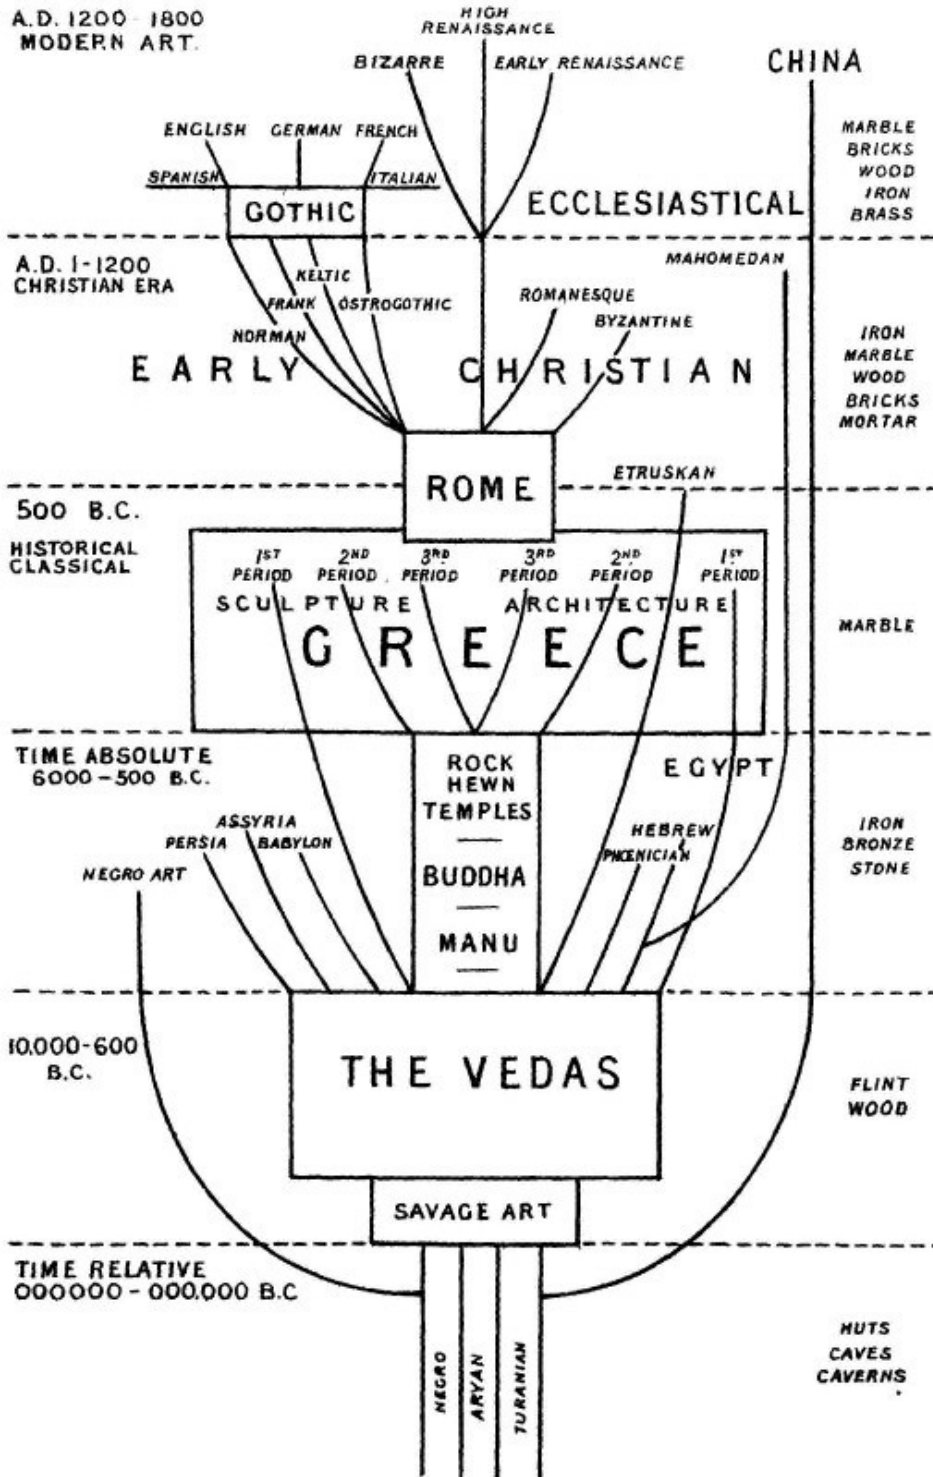 A.D. 1200-1800
MODERN ART.
HIGH
RENAISSANCE
BIZARRE
EARLY RENAISSANCE
CHINA
ENGLISH
GERMAN
FRENCH
SPANISH
ITALIAN
GOTHIC
ECCLESIASTICAL
MARBLE
BRICKS
WOOD
IRON
BRASS
A.D. 1-1200
CHRISTIAN ERA
MAHOMEDAN
KELTIC
FRANK
OSTROGOTHIC
NORMAN
ROMANESQUE
BYZANTINE
EARLY CHRISTIAN
IRON
MARBLE
WOOD
BRICKS
MORTAR
ROME
ETRUSKAN
500 B.C.
HISTORICAL
CLASSICAL
1ST
PERIOD
2ND
PERIOD
3RD
PERIOD
3RD
PERIOD
2ND
PERIOD
1ST
PERIOD
SCULPTURE
ARCHITECTURE
GREECE
MARBLE
TIME ABSOLUTE
6000-500 B.C.
ROCK
HEWN
TEMPLES
BUDDHA
MANU
EGYPT
ASSYRIA
PERSIA
BABYLON
NEGRO ART
HEBREW
PHŒNICIAN
IRON
BRONZE
STONE
10,000-600
B.C.
THE VEDAS
FLINT
WOOD
SAVAGE ART
TIME RELATIVE
000000-000,000 B.C
NEGRO
ARYAN
TURANIAN
HUTS
CAVES
CAVERNS